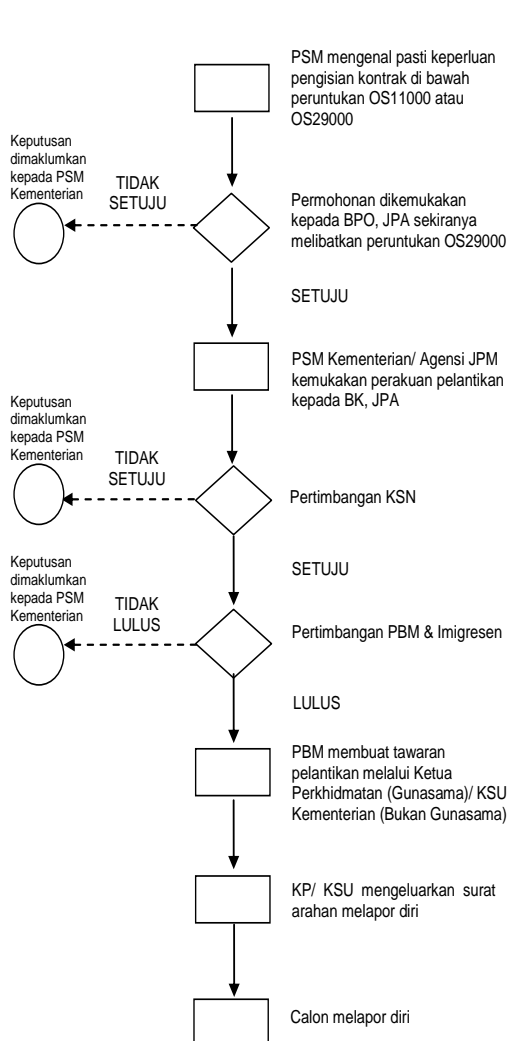 PSM mengenal pasti keperluan
pengisian kontrak di bawah
peruntukan OS11000 atau
OS29000
Keputusan
dimaklumkan
kepada PSM
Kementerian
TIDAK
SETUJU
Permohonan dikemukakan
kepada BPO, JPA sekiranya
melibatkan peruntukan OS29000
SETUJU
PSM Kementerian/ Agensi JPM
kemukakan perakuan pelantikan
kepada BK, JPA
Keputusan
dimaklumkan
kepada PSM
Kementerian
TIDAK
SETUJU
Pertimbangan KSN
SETUJU
Keputusan
dimaklumkan
kepada PSM
Kementerian
TIDAK
LULUS
Pertimbangan PBM & Imigresen
LULUS
PBM membuat tawaran
pelantikan melalui Ketua
Perkhidmatan (Gunasama)/ KSU
Kementerian (Bukan Gunasama)
KP/ KSU mengeluarkan surat
arahan melapor diri
Calon melapor diri